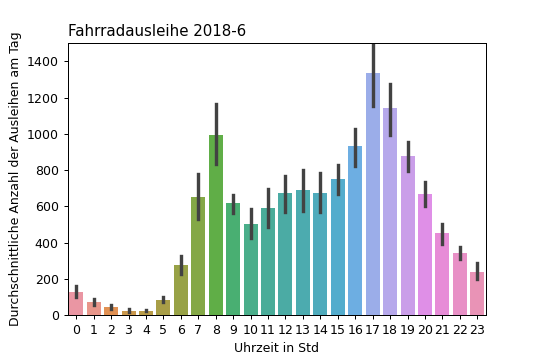 Fahrradausleihe 2018-6
Durchschnittliche Anzahl der Ausleihen am Tag
1400
1200
1000
800
600
400
200
0
0 1 2 3 4 5 6 7 8 9 10 11 12 13 14 15 16 17 18 19 20 21 22 23
Uhrzeit in Std